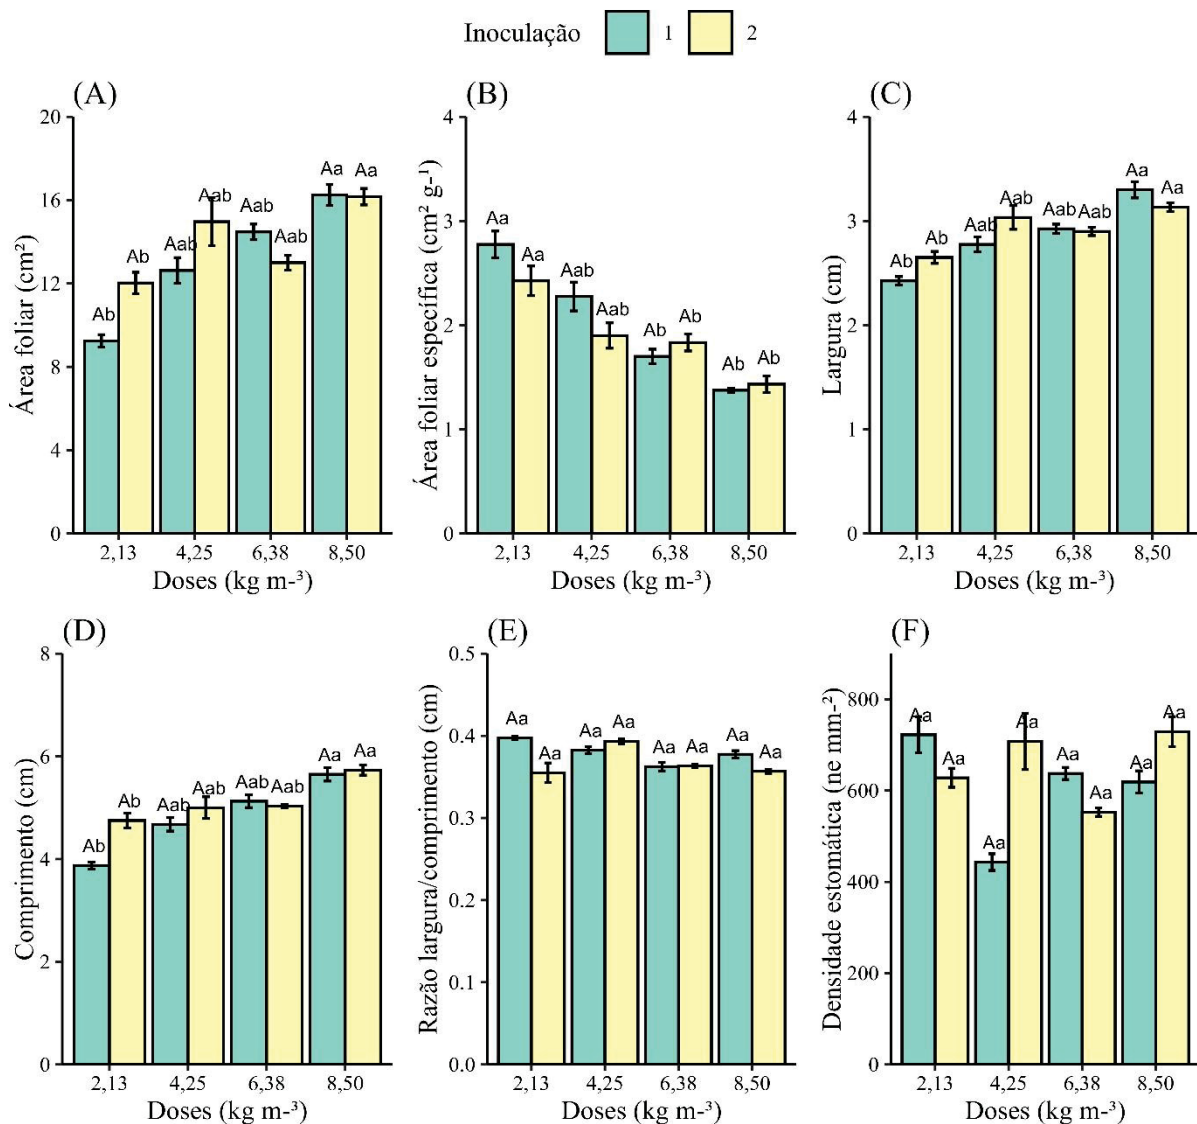 Inoculação 1 2
(A)
Área foliar (cm²)
20
16
12
8
4
0
Ab Ab Aab Aab Aab Aab Aa Aa
2,13 4,25 6,38 8,50
Doses (kg m-³)
(B)
Área foliar específica (cm² g-¹)
4
3
2
1
0
Aa Aa Aab Aab Ab Ab Ab Ab
2,13 4,25 6,38 8,50
Doses (kg m-³)
(C)
Largura (cm)
4
3
2
1
0
Ab Ab Aab Aab Aab Aab Aa Aa
2,13 4,25 6,38 8,50
Doses (kg m-³)
(D)
Comprimento (cm)
8
6
4
2
0
Ab Ab Aab Aab Aab Aab Aa Aa
2,13 4,25 6,38 8,50
Doses (kg m-³)
(E)
Razão largura/comprimento (cm)
0.5
0.4
0.3
0.2
0.1
0.0
Aa Aa Aa Aa Aa Aa Aa Aa
2,13 4,25 6,38 8,50
Doses (kg m-³)
(F)
Densidade estomática (ne mm-²)
800
600
400
200
0
Aa Aa Aa Aa Aa Aa Aa Aa
2,13 4,25 6,38 8,50
Doses (kg m-³)